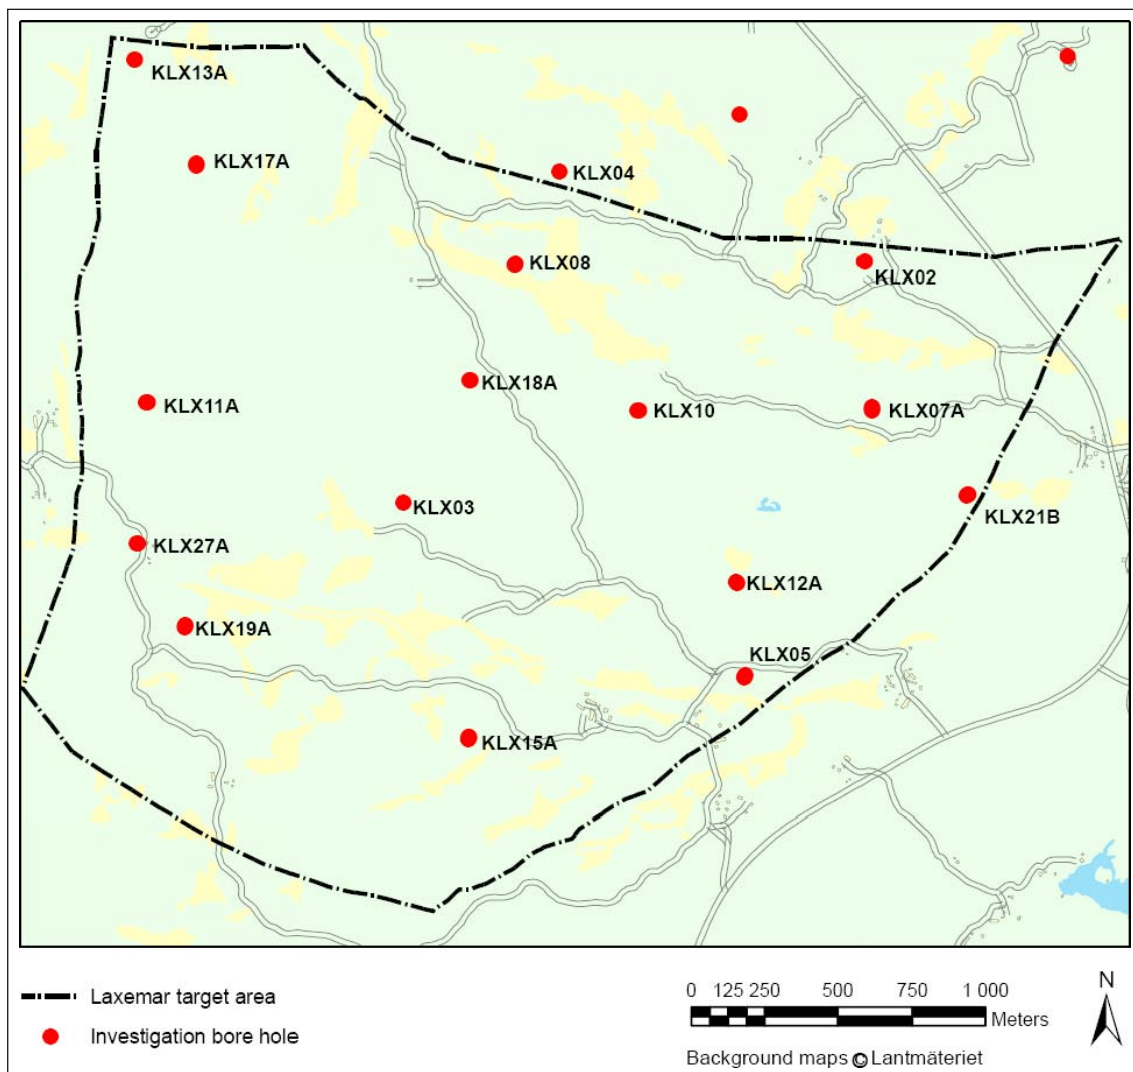 KLX13A
KLX17A
KLX04
KLX08
KLX02
KLX18A
KLX11A
KLX10
KLX07A
KLX03
KLX21B
KLX27A
KLX12A
KLX19A
KLX05
KLX15A
Laxemar target area
Investigation bore hole
0 125 250 500 750 1 000
Meters
N
Background maps © Lantmäteriet